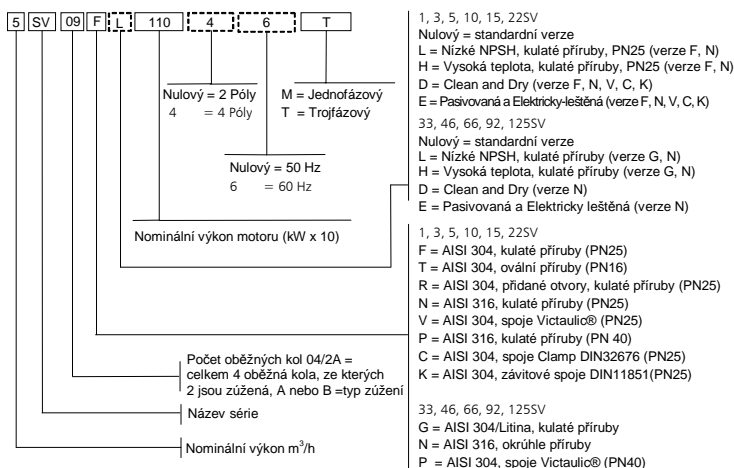 5 SV 09 F L 110 4 6 T
Nulový = 2 Póly
4 = 4 Póly
M = Jednofázový
T = Trojfázový
Nulový = 50 Hz
6 = 60 Hz
Nominální výkon motoru (kW x 10)
Počet oběžných kol 04/2A =
celkem 4 oběžná kola, ze kterých
2 jsou zúžená, A nebo B =typ zúžení
Název série
Nominální výkon m³/h
1, 3, 5, 10, 15, 22SV
Nulový = standardní verze
L = Nízké NPSH, kulaté příruby, PN25 (verze F, N)
H = Vysoká teplota, kulaté příruby, PN25 (verze F, N)
D = Clean and Dry (verze F, N, V, C, K)
E = Pasivovaná a Elektricky-leštěná (verze F, N, V, C, K)
33, 46, 66, 92, 125SV
Nulový = standardní verze
L = Nízké NPSH, kulaté příruby (verze G, N)
H = Vysoká teplota, kulaté příruby (verze G, N)
D = Clean and Dry (verze N)
E = Pasivovaná a Elektricky leštěná (verze N)
1, 3, 5, 10, 15, 22SV
F = AISI 304, kulaté příruby (PN25)
T = AISI 304, ovální příruby (PN16)
R = AISI 304, přidané otvory, kulaté příruby (PN25)
N = AISI 316, kulaté příruby (PN25)
V = AISI 304, spoje Victaulic® (PN25)
P = AISI 316, kulaté příruby (PN 40)
C = AISI 304, spoje Clamp DIN32676 (PN25)
K = AISI 304, závitové spoje DIN11851(PN25)
33, 46, 66, 92, 125SV
G = AISI 304/Litina, kulaté příruby
N = AISI 316, okrúhle příruby
P = AISI 304, spoje Victaulic® (PN40)